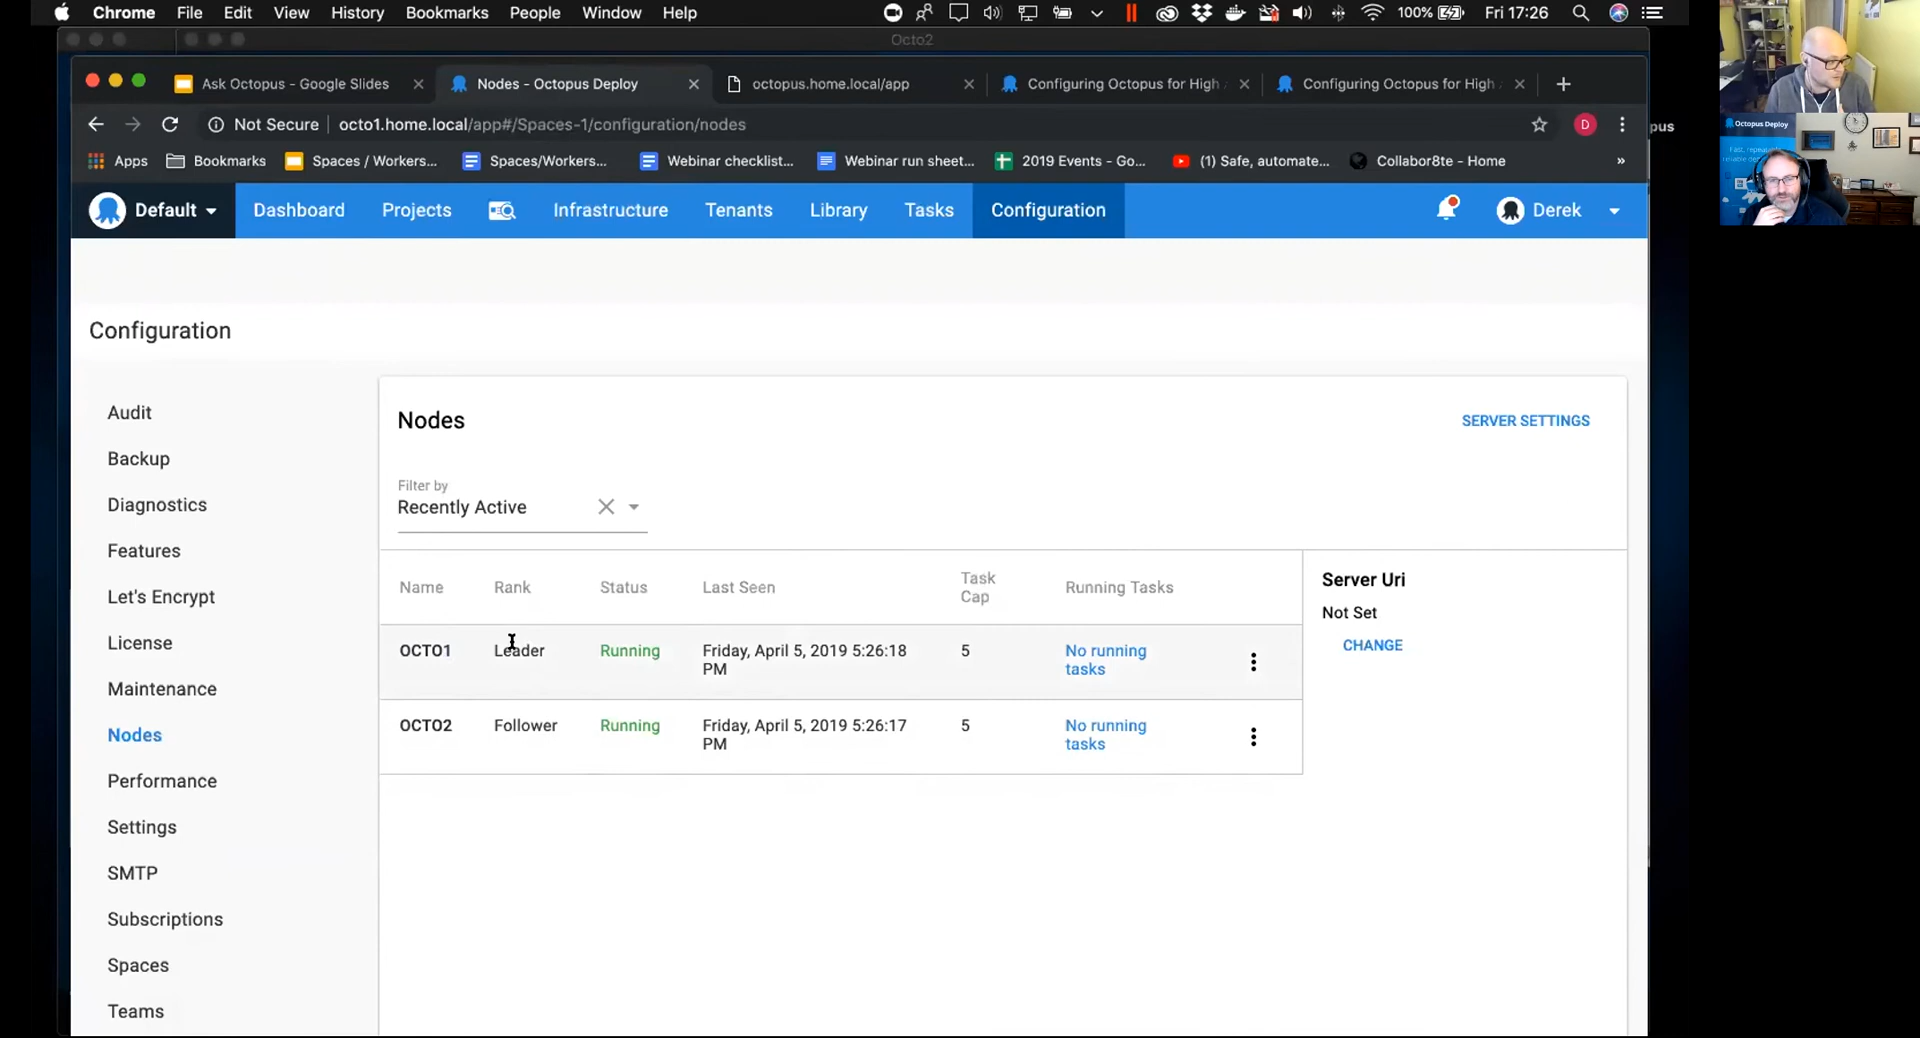 Chrome File Edit View History Bookmarks People Window Help 100% Fri 17:26
Octo2
Ask Octopus - Google Slides Nodes - Octopus Deploy octopus.home.local/app Configuring Octopus for High Configuring Octopus for High
Not Secure octo1.home.local/app#/Spaces-1/configuration/nodes D
pus
Apps Bookmarks Spaces / Workers... Spaces/Workers... Webinar checklist... Webinar run sheet... 2019 Events - Go... (1) Safe, automate... Collabor8te - Home »
Octopus Deploy
Default Dashboard Projects Infrastructure Tenants Library Tasks Configuration Derek
Configuration
Audit
Backup
Diagnostics
Features
Let's Encrypt
License
Maintenance
Nodes
Performance
Settings
SMTP
Subscriptions
Spaces
Teams
Nodes
SERVER SETTINGS
Filter by
Recently Active
Name Rank Status Last Seen Task Cap Running Tasks
OCTO1 Leader Running Friday, April 5, 2019 5:26:18 PM 5 No running tasks
OCTO2 Follower Running Friday, April 5, 2019 5:26:17 PM 5 No running tasks
Server Uri
Not Set
CHANGE